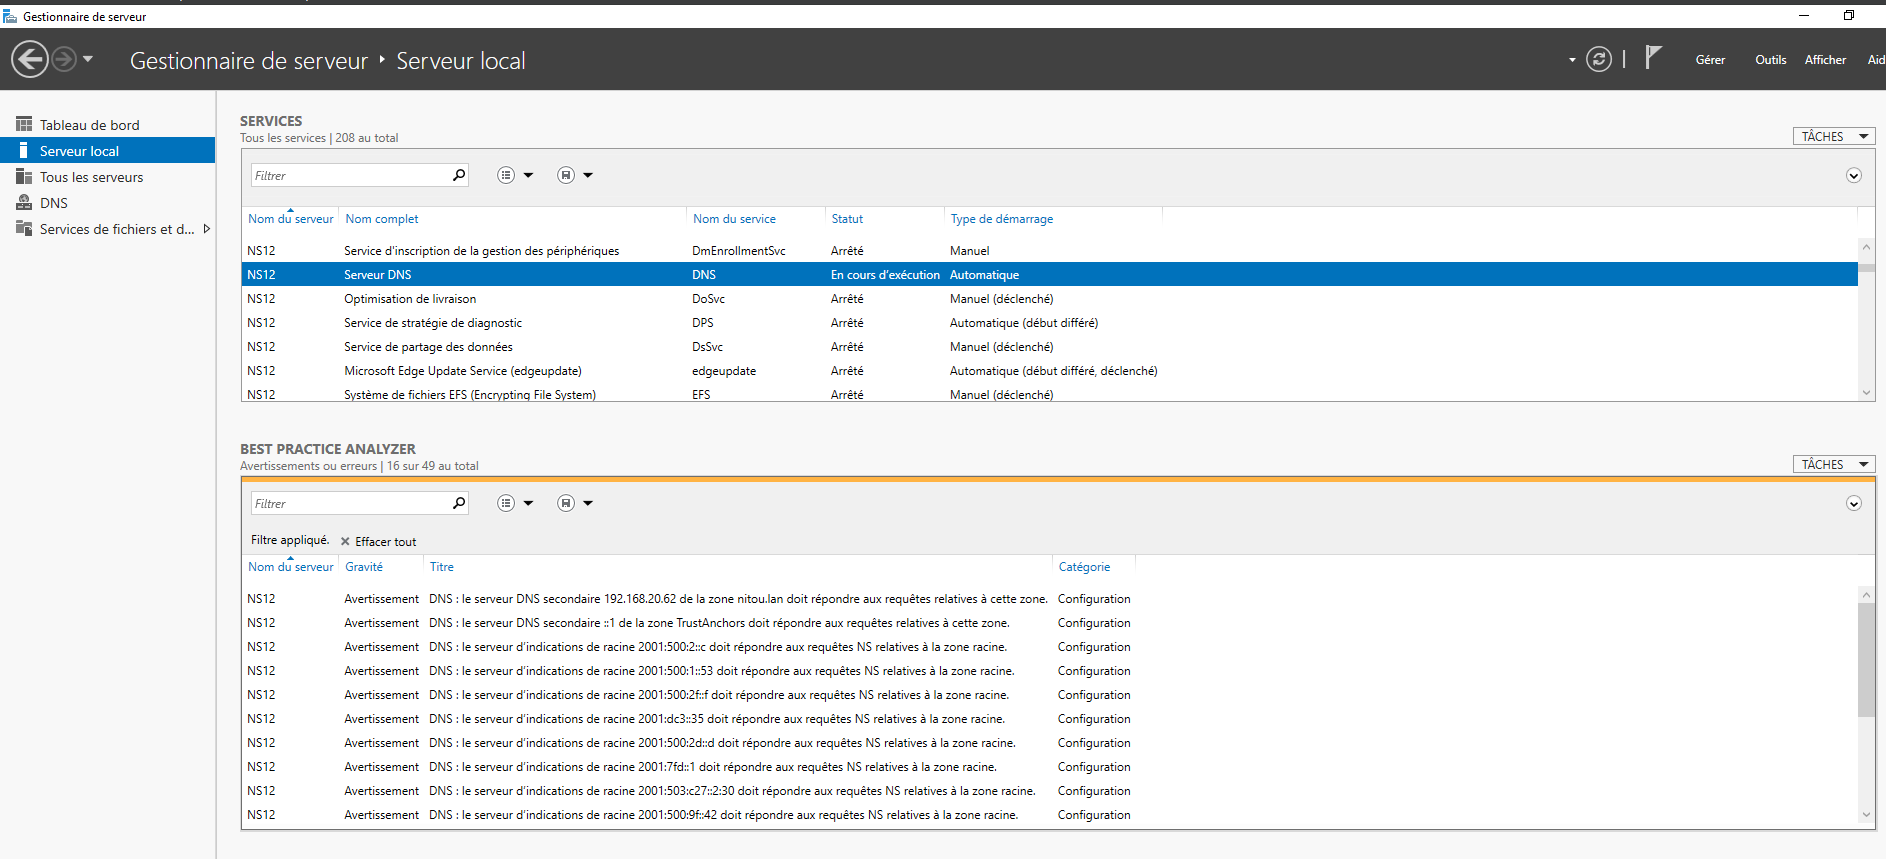 Gestionnaire de serveur
Gestionnaire de serveur ‣ Serveur local
Gérer Outils Afficher Aid
Tableau de bord
Serveur local
Tous les serveurs
DNS
Services de fichiers et d...
SERVICES
Tous les services | 208 au total
TÂCHES
Filtrer
Nom du serveur Nom complet Nom du service Statut Type de démarrage
NS12 Service d'inscription de la gestion des périphériques DmEnrollmentSvc Arrêté Manuel
NS12 Serveur DNS DNS En cours d'exécution Automatique
NS12 Optimisation de livraison DoSvc Arrêté Manuel (déclenché)
NS12 Service de stratégie de diagnostic DPS Arrêté Automatique (début différé)
NS12 Service de partage des données DsSvc Arrêté Manuel (déclenché)
NS12 Microsoft Edge Update Service (edgeupdate) edgeupdate Arrêté Automatique (début différé, déclenché)
NS12 Système de fichiers EFS (Encrypting File System) EFS Arrêté Manuel (déclenché)
BEST PRACTICE ANALYZER
Avertissements ou erreurs | 16 sur 49 au total
TÂCHES
Filtrer
Filtre appliqué. Effacer tout
Nom du serveur Gravité Titre Catégorie
NS12 Avertissement DNS : le serveur DNS secondaire 192.168.20.62 de la zone nitou.lan doit répondre aux requêtes relatives à cette zone. Configuration
NS12 Avertissement DNS : le serveur DNS secondaire ::1 de la zone TrustAnchors doit répondre aux requêtes relatives à cette zone. Configuration
NS12 Avertissement DNS : le serveur d'indications de racine 2001:500:2::c doit répondre aux requêtes NS relatives à la zone racine. Configuration
NS12 Avertissement DNS : le serveur d'indications de racine 2001:500:1::53 doit répondre aux requêtes NS relatives à la zone racine. Configuration
NS12 Avertissement DNS : le serveur d'indications de racine 2001:500:2f::f doit répondre aux requêtes NS relatives à la zone racine. Configuration
NS12 Avertissement DNS : le serveur d'indications de racine 2001:dc3::35 doit répondre aux requêtes NS relatives à la zone racine. Configuration
NS12 Avertissement DNS : le serveur d'indications de racine 2001:500:2d::d doit répondre aux requêtes NS relatives à la zone racine. Configuration
NS12 Avertissement DNS : le serveur d'indications de racine 2001:7fd::1 doit répondre aux requêtes NS relatives à la zone racine. Configuration
NS12 Avertissement DNS : le serveur d'indications de racine 2001:503:c27::2:30 doit répondre aux requêtes NS relatives à la zone racine. Configuration
NS12 Avertissement DNS : le serveur d'indications de racine 2001:500:9f::42 doit répondre aux requêtes NS relatives à la zone racine. Configuration